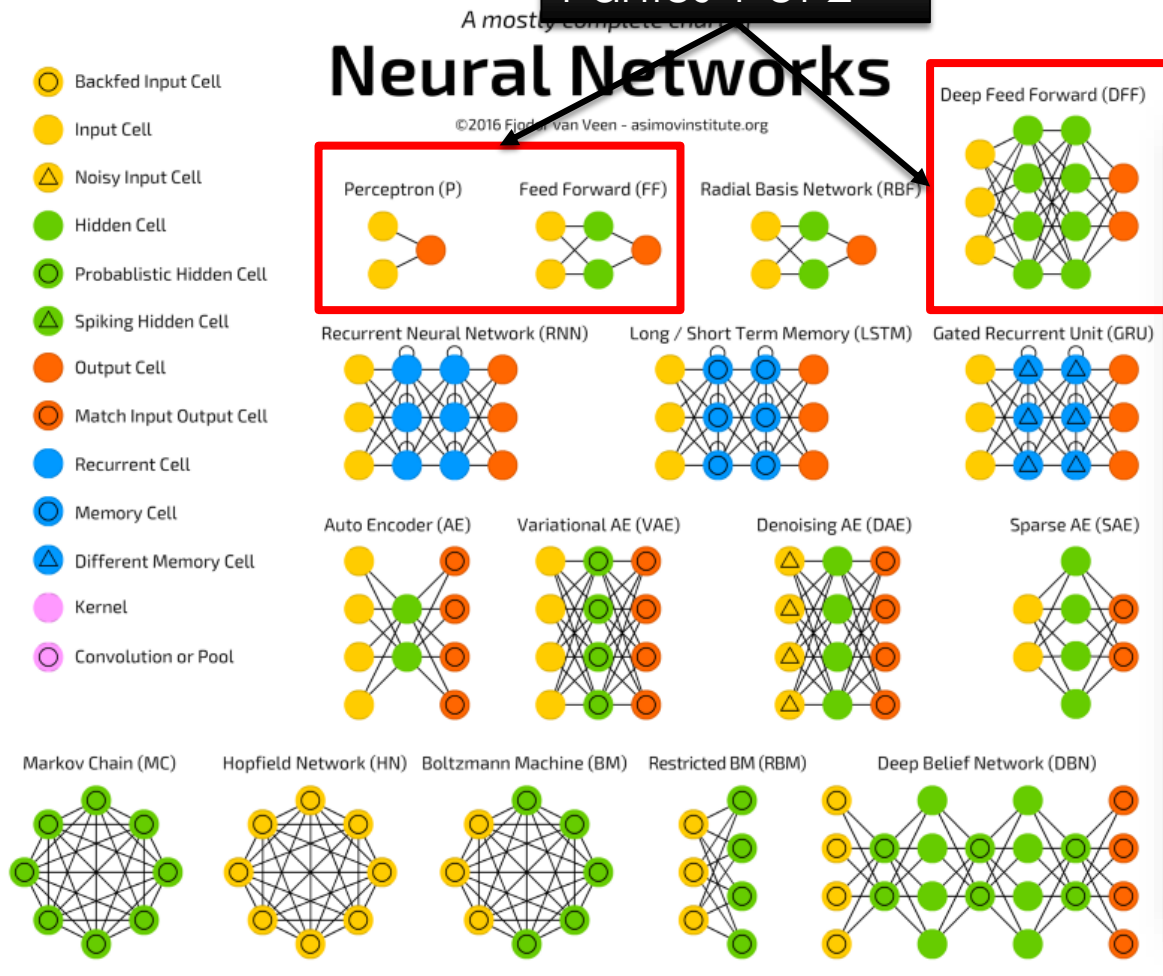 A mostly complete chart of
Neural Networks
©2016 Fjodor van Veen - asimovinstitute.org
Backfed Input Cell
Input Cell
Noisy Input Cell
Hidden Cell
Probablistic Hidden Cell
Spiking Hidden Cell
Output Cell
Match Input Output Cell
Recurrent Cell
Memory Cell
Different Memory Cell
Kernel
Convolution or Pool
Perceptron (P)
Feed Forward (FF)
Radial Basis Network (RBF)
Deep Feed Forward (DFF)
Recurrent Neural Network (RNN)
Long / Short Term Memory (LSTM)
Gated Recurrent Unit (GRU)
Auto Encoder (AE)
Variational AE (VAE)
Denoising AE (DAE)
Sparse AE (SAE)
Markov Chain (MC)
Hopfield Network (HN)
Boltzmann Machine (BM)
Restricted BM (RBM)
Deep Belief Network (DBN)